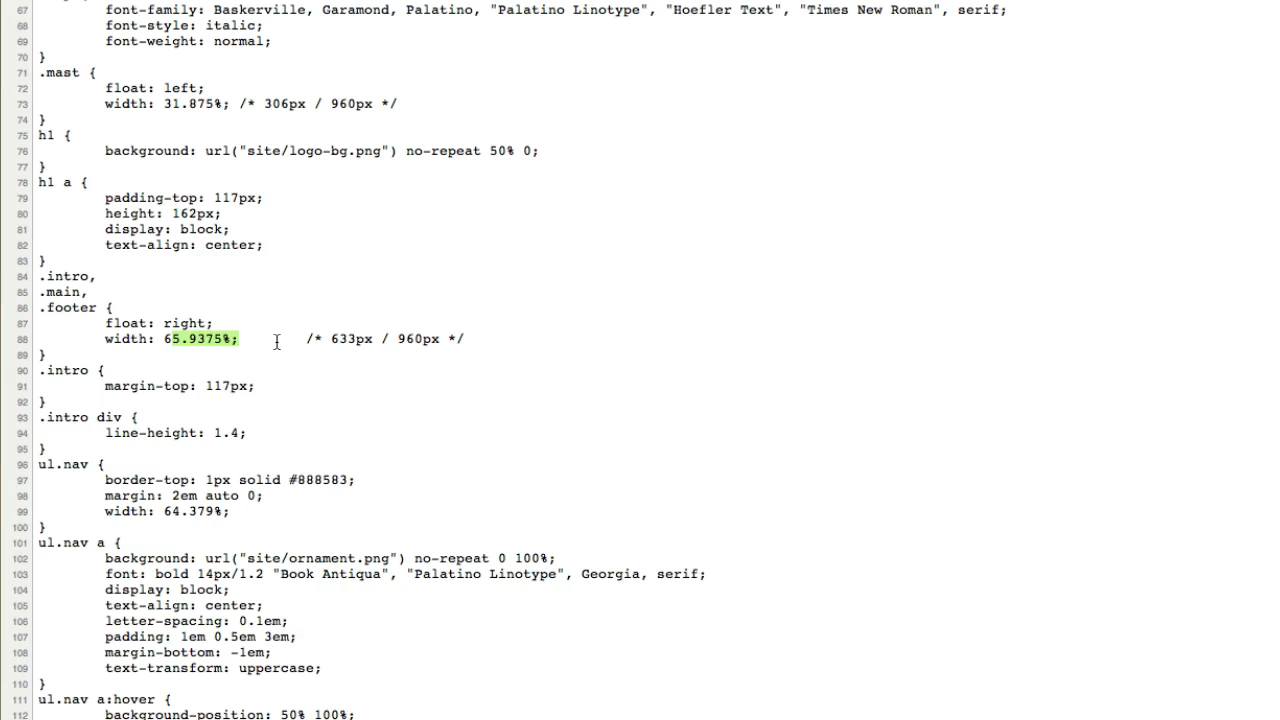 67 font-family: Baskerville, Garamond, Palatino, "Palatino Linotype", "Hoefler Text", "Times New Roman", serif;
68 font-style: italic;
69 font-weight: normal;
70 }
71 .mast {
72 float: left;
73 width: 31.875%; /* 306px / 960px */
74 }
75 h1 {
76 background: url("site/logo-bg.png") no-repeat 50% 0;
77 }
78 h1 a {
79 padding-top: 117px;
80 height: 162px;
81 display: block;
82 text-align: center;
83 }
84 .intro,
85 .main,
86 .footer {
87 float: right;
88 width: 65.9375%; /* 633px / 960px */
89 }
90 .intro {
91 margin-top: 117px;
92 }
93 .intro div {
94 line-height: 1.4;
95 }
96 ul.nav {
97 border-top: 1px solid #888583;
98 margin: 2em auto 0;
99 width: 64.379%;
100 }
101 ul.nav a {
102 background: url("site/ornament.png") no-repeat 0 100%;
103 font: bold 14px/1.2 "Book Antiqua", "Palatino Linotype", Georgia, serif;
104 display: block;
105 text-align: center;
106 letter-spacing: 0.1em;
107 padding: 1em 0.5em 3em;
108 margin-bottom: -1em;
109 text-transform: uppercase;
110 }
111 ul.nav a:hover {
112 background-position: 50% 100%;